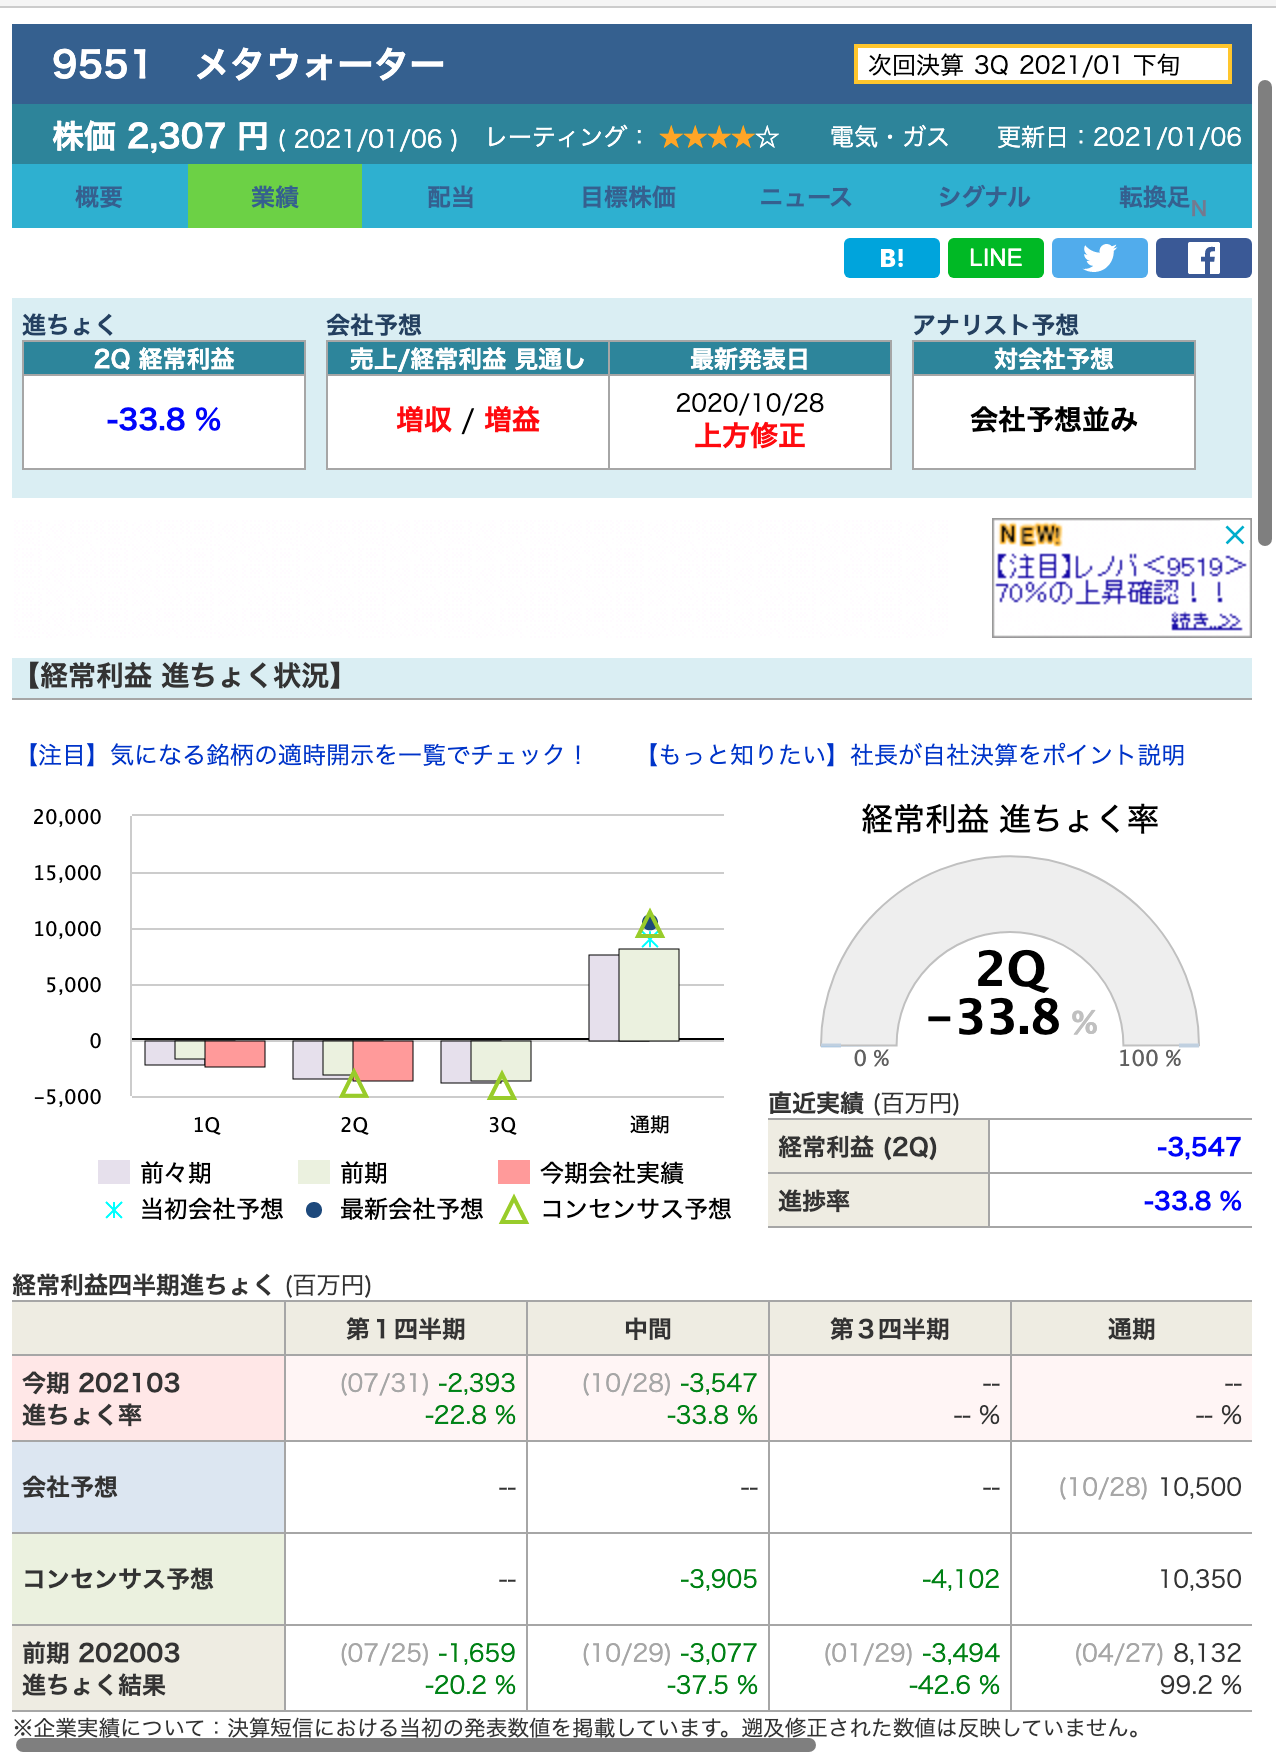 9551 メタウォーター
次回決算 3Q 2021/01 下旬
株価 2,307 円 ( 2021/01/06 ) レーティング： ★★★★☆ 電気・ガス 更新日：2021/01/06
概要 業績 配当 目標株価 ニュース シグナル 転換足N
B! LINE
進ちょく 会社予想 アナリスト予想
2Q 経常利益 売上/経常利益 見通し 最新発表日 対会社予想
-33.8 % 増収 / 増益 2020/10/28 会社予想並み
上方修正
NEW!
【注目】レノバ<9519>
70%の上昇確認！！
続き..>>
【経常利益 進ちょく状況】
【注目】気になる銘柄の適時開示を一覧でチェック！ 【もっと知りたい】社長が自社決算をポイント説明
20,000
15,000
10,000
5,000
0
-5,000
1Q 2Q 3Q 通期
前々期 前期 今期会社実績
当初会社予想 最新会社予想 コンセンサス予想
経常利益 進ちょく率
2Q
-33.8 %
0 % 100 %
直近実績 (百万円)
経常利益 (2Q) -3,547
進捗率 -33.8 %
経常利益四半期進ちょく (百万円)
第１四半期 中間 第３四半期 通期
今期 202103 (07/31) -2,393 (10/28) -3,547 -- --
進ちょく率 -22.8 % -33.8 % -- % -- %
会社予想 -- -- -- (10/28) 10,500
コンセンサス予想 -- -3,905 -4,102 10,350
前期 202003 (07/25) -1,659 (10/29) -3,077 (01/29) -3,494 (04/27) 8,132
進ちょく結果 -20.2 % -37.5 % -42.6 % 99.2 %
※企業実績について：決算短信における当初の発表数値を掲載しています。遡及修正された数値は反映していません。